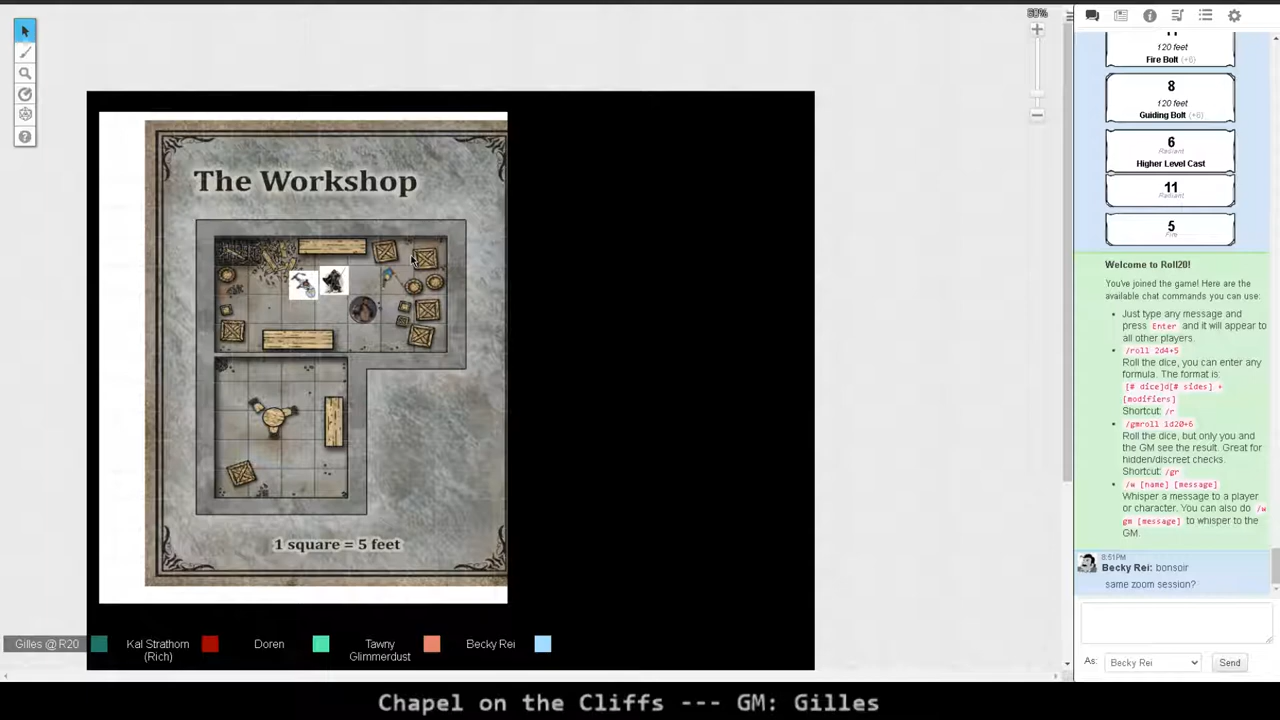 50%
120 feet
Fire Bolt (+6)
8
120 feet
Guiding Bolt (+6)
6
Radiant
Higher Level Cast
11
Radiant
5
Fire
Welcome to Roll20!
You've joined the game! Here are the
available chat commands you can use:
Just type any message and
press Enter and it will appear to
all other players.
/roll 2d4+5
Roll the dice, you can enter any
formula. The format is:
[# dice]d[# sides] +
[modifiers]
Shortcut: /r
/gmroll 1d20+6
Roll the dice, but only you and
the GM see the result. Great for
hidden/discreet checks.
Shortcut: /gr
/w [name] [message]
Whisper a message to a player
or character. You can also do /w
gm [message] to whisper to the
GM.
8:51PM
Becky Rei: bonsoir
same zoom session?
As: Becky Rei Send
The Workshop
1 square = 5 feet
Gilles @ R20
Kal Strathorn
(Rich)
Doren
Tawny
Glimmerdust
Becky Rei
Chapel on the Cliffs --- GM: Gilles